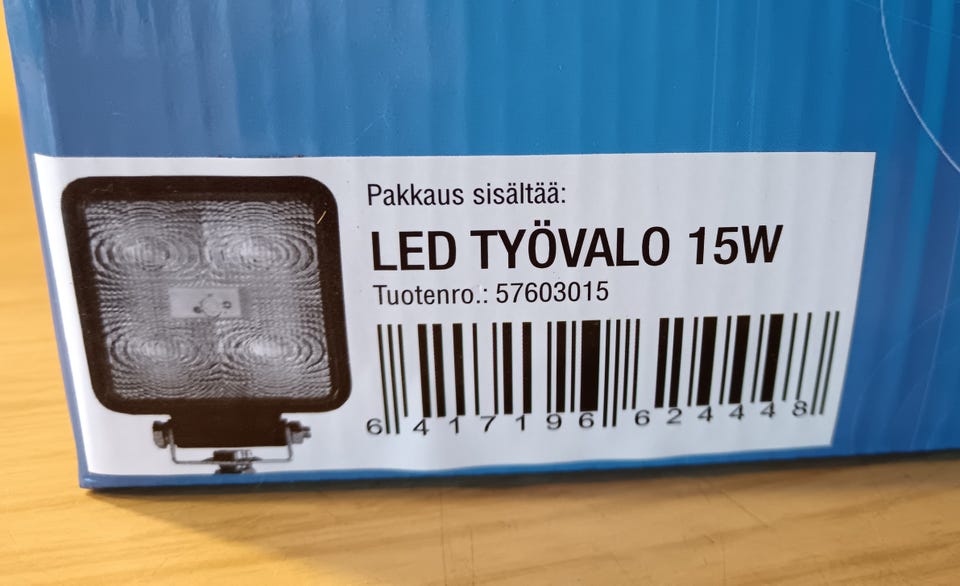 Pakkaus sisältää:
LED TYÖVALO 15W
Tuotenro.: 57603015
6 417196 624448